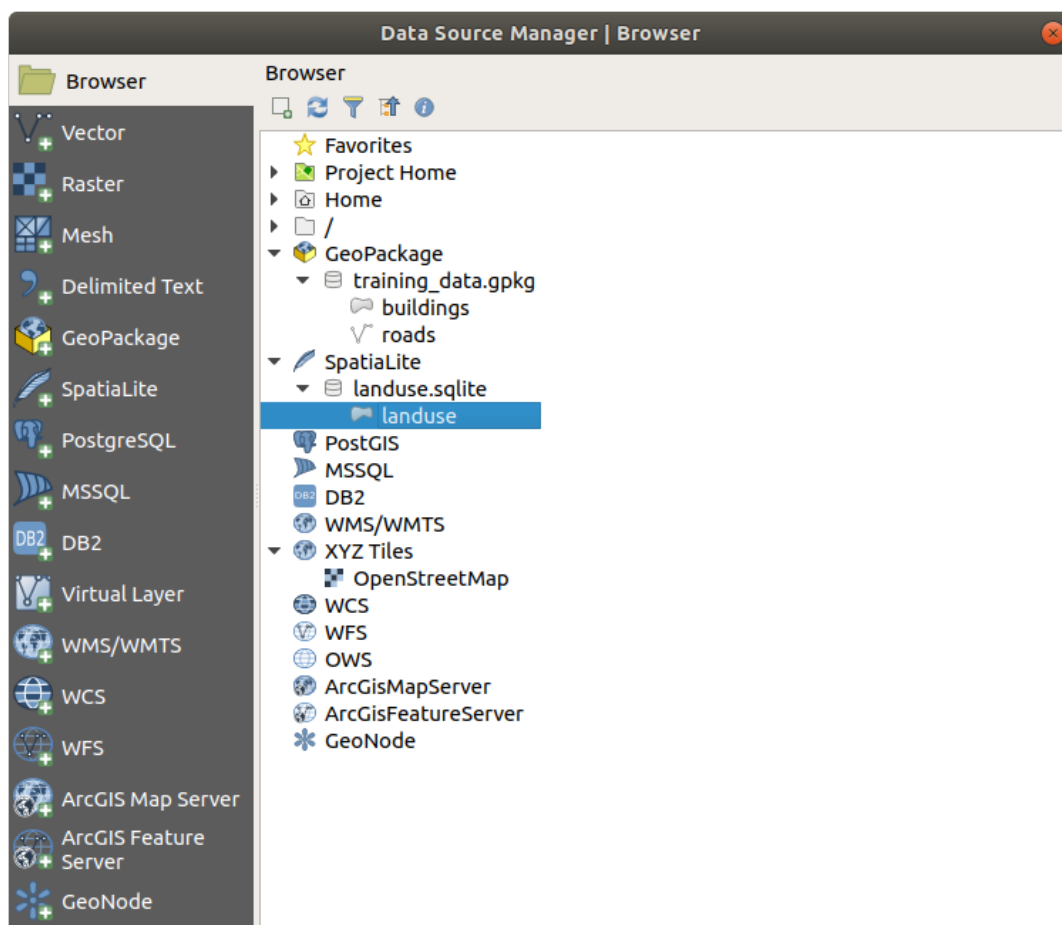 Data Source Manager | Browser
Browser
Vector
Raster
Mesh
Delimited Text
GeoPackage
SpatiaLite
PostgreSQL
MSSQL
DB2
DB2
Virtual Layer
WMS/WMTS
WCS
WFS
ArcGIS Map Server
ArcGIS Feature
Server
GeoNode
Browser
Favorites
Project Home
Home
/
GeoPackage
training_data.gpkg
buildings
roads
SpatiaLite
landuse.sqlite
landuse
PostGIS
MSSQL
DB2
DB2
WMS/WMTS
XYZ Tiles
OpenStreetMap
WCS
WFS
OWS
ArcGisMapServer
ArcGisFeatureServer
GeoNode